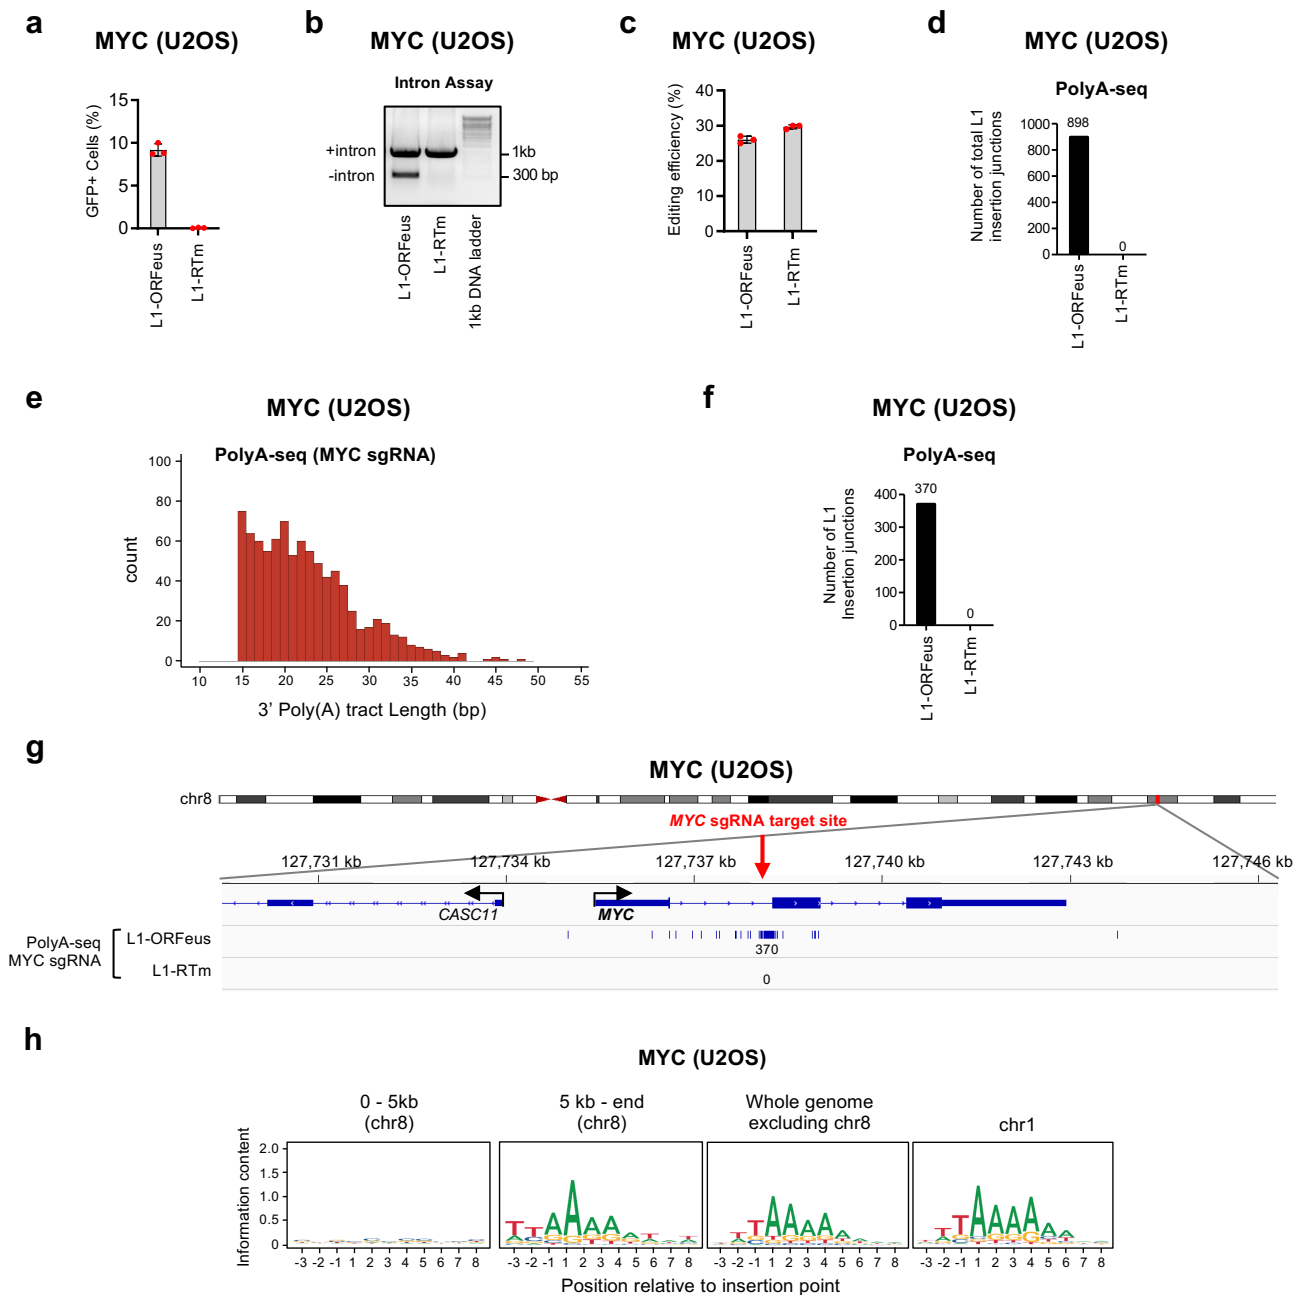 a
MYC (U2OS)
GFP+ Cells (%)
15
10
5
0
L1-ORFeus
L1-RTm
b
MYC (U2OS)
Intron Assay
+intron
-intron
1kb
300 bp
L1-ORFeus
L1-RTm
1kb DNA ladder
c
MYC (U2OS)
Editing efficiency (%)
40
30
20
10
0
L1-ORFeus
L1-RTm
d
MYC (U2OS)
PolyA-seq
Number of total L1
insertion junctions
1000
800
600
400
200
0
898
0
L1-ORFeus
L1-RTm
e
MYC (U2OS)
PolyA-seq (MYC sgRNA)
count
100
80
60
40
20
0
10 15 20 25 30 35 40 45 50 55
3' Poly(A) tract Length (bp)
f
MYC (U2OS)
PolyA-seq
Number of L1
Insertion junctions
400
300
200
100
0
370
0
L1-ORFeus
L1-RTm
g
MYC (U2OS)
chr8
MYC sgRNA target site
127,731 kb 127,734 kb 127,737 kb 127,740 kb 127,743 kb 127,746 kb
CASC11 MYC
PolyA-seq
MYC sgRNA
L1-ORFeus
370
L1-RTm
0
h
MYC (U2OS)
0 - 5kb
(chr8)
5 kb - end
(chr8)
Whole genome
excluding chr8
chr1
Information content
2.0
1.5
1.0
0.5
0
-3 -2 -1 1 2 3 4 5 6 7 8
-3 -2 -1 1 2 3 4 5 6 7 8
-3 -2 -1 1 2 3 4 5 6 7 8
-3 -2 -1 1 2 3 4 5 6 7 8
Position relative to insertion point